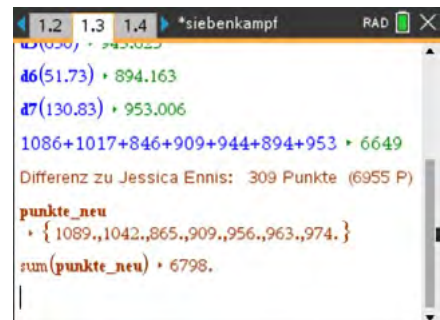 1.2 1.3 1.4 *siebenkampf RAD
d6(51.73) ▸ 894.163
d7(130.83) ▸ 953.006
1086+1017+846+909+944+894+953 ▸ 6649
Differenz zu Jessica Ennis: 309 Punkte (6955 P)
punkte_neu
▸ {1089.,1042.,865.,909.,956.,963.,974.}
sum(punkte_neu) ▸ 6798.